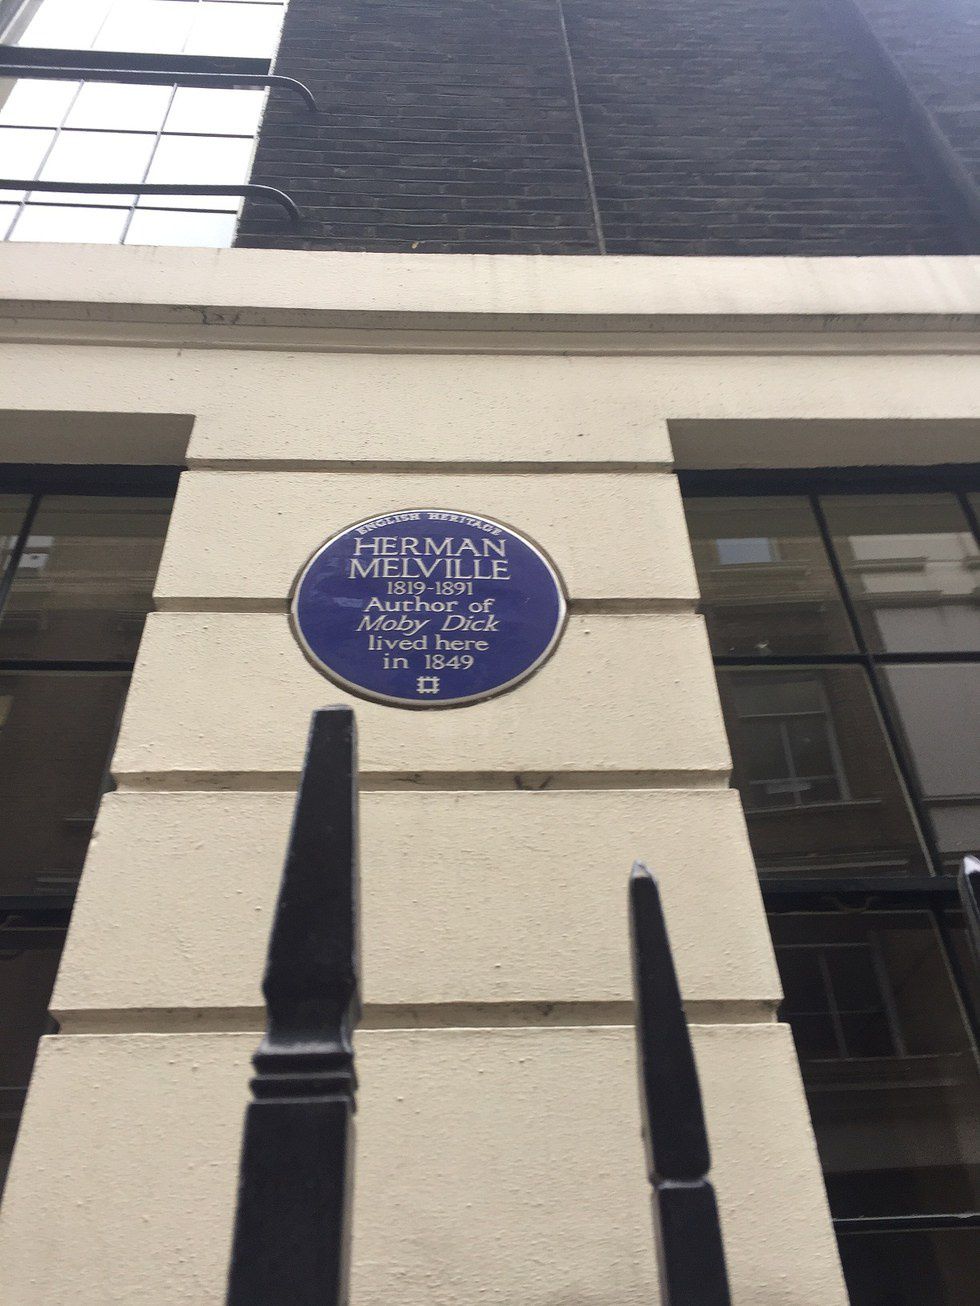 ENGLISH HERITAGE
HERMAN
MELVILLE
1819-1891
Author of
Moby Dick
lived here
in 1849